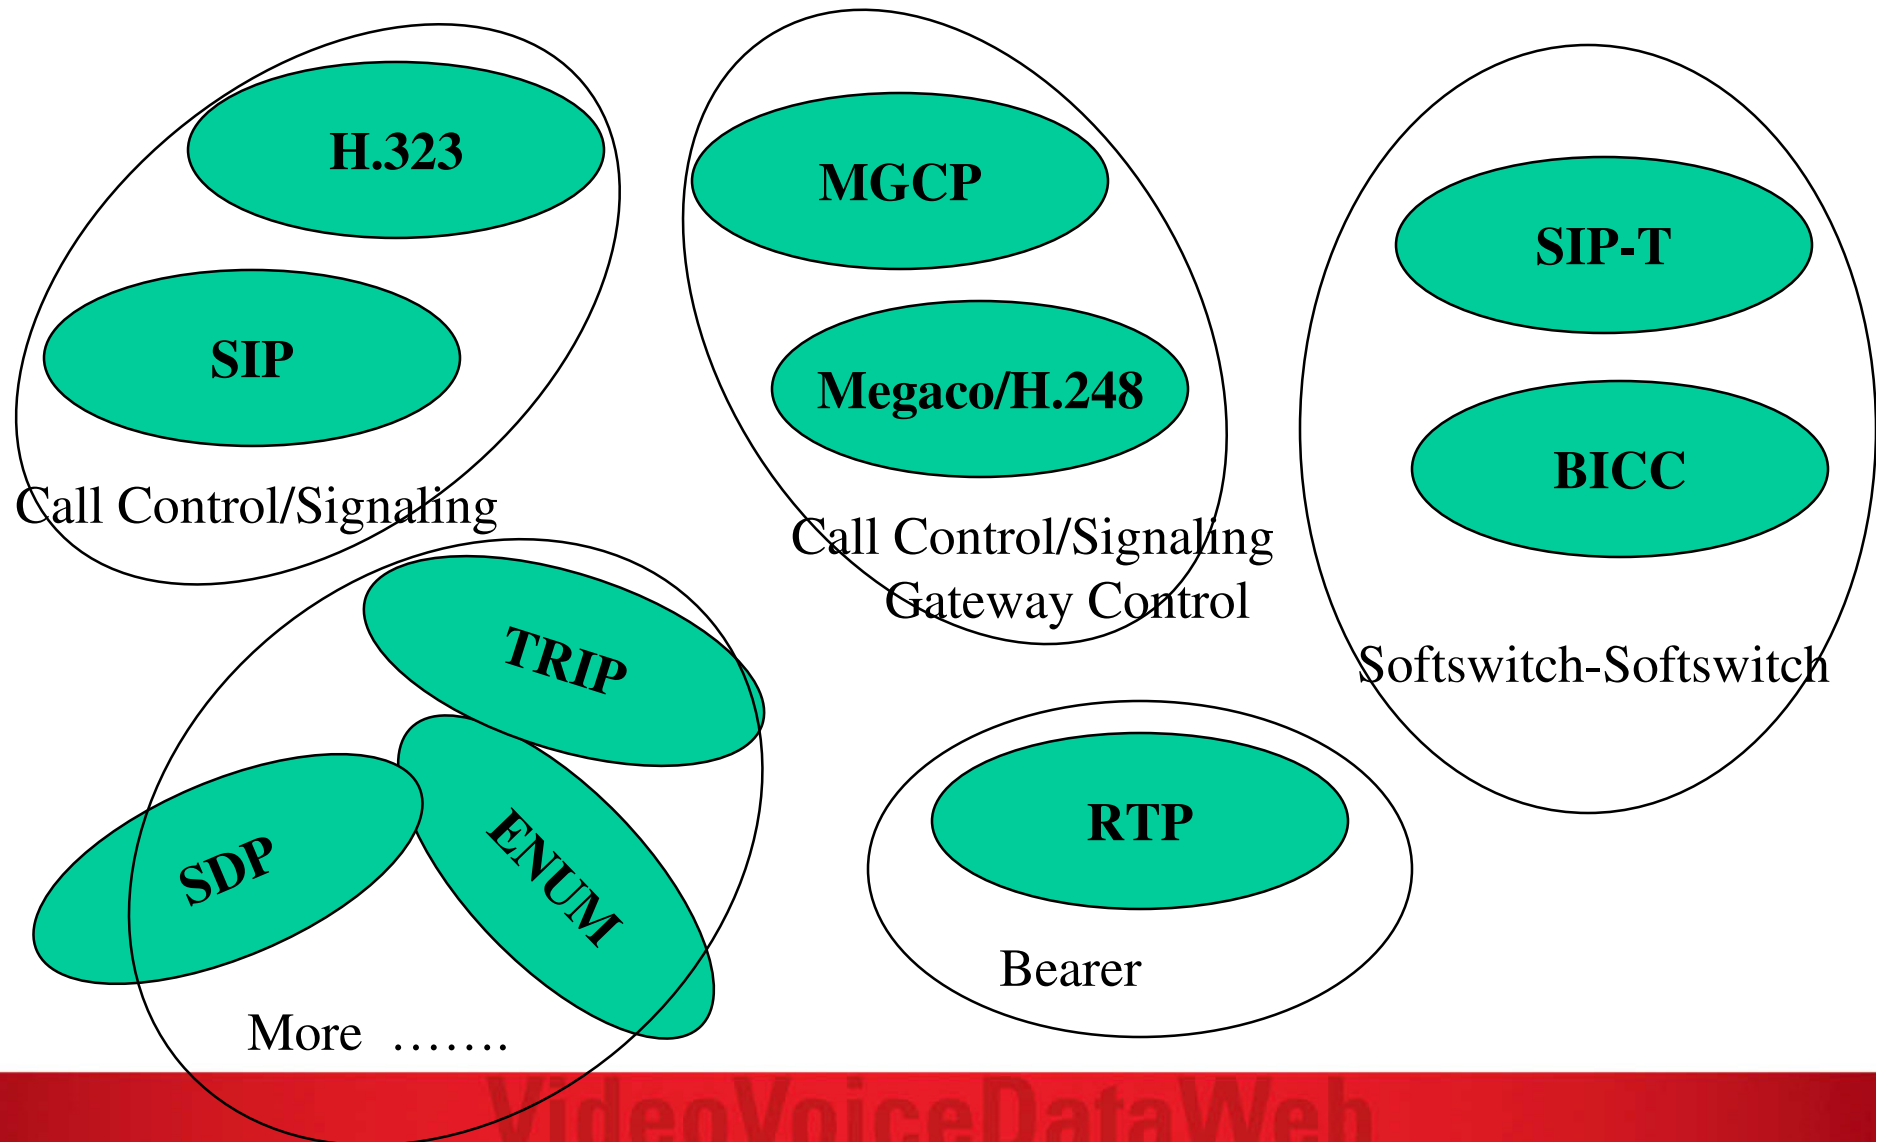 H.323
SIP
Call Control/Signaling
MGCP
Megaco/H.248
Call Control/Signaling
Gateway Control
SIP-T
BICC
Softswitch-Softswitch
TRIP
SDP
ENUM
More …….
RTP
Bearer
VideoVoiceDataWeb